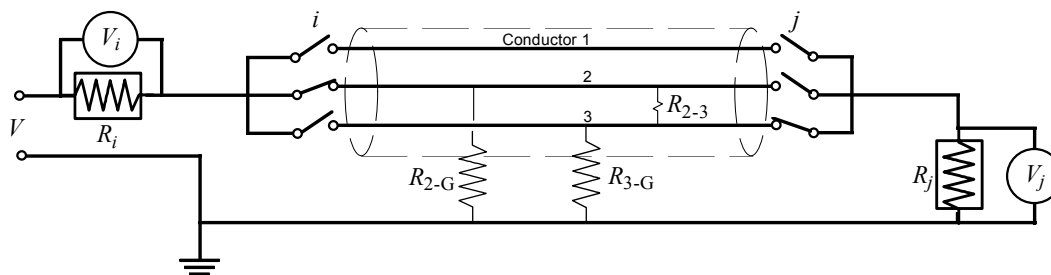 i
j
V_i
Conductor 1
2
R_2-3
V
R_i
3
R_2-G
R_3-G
R_j
V_j